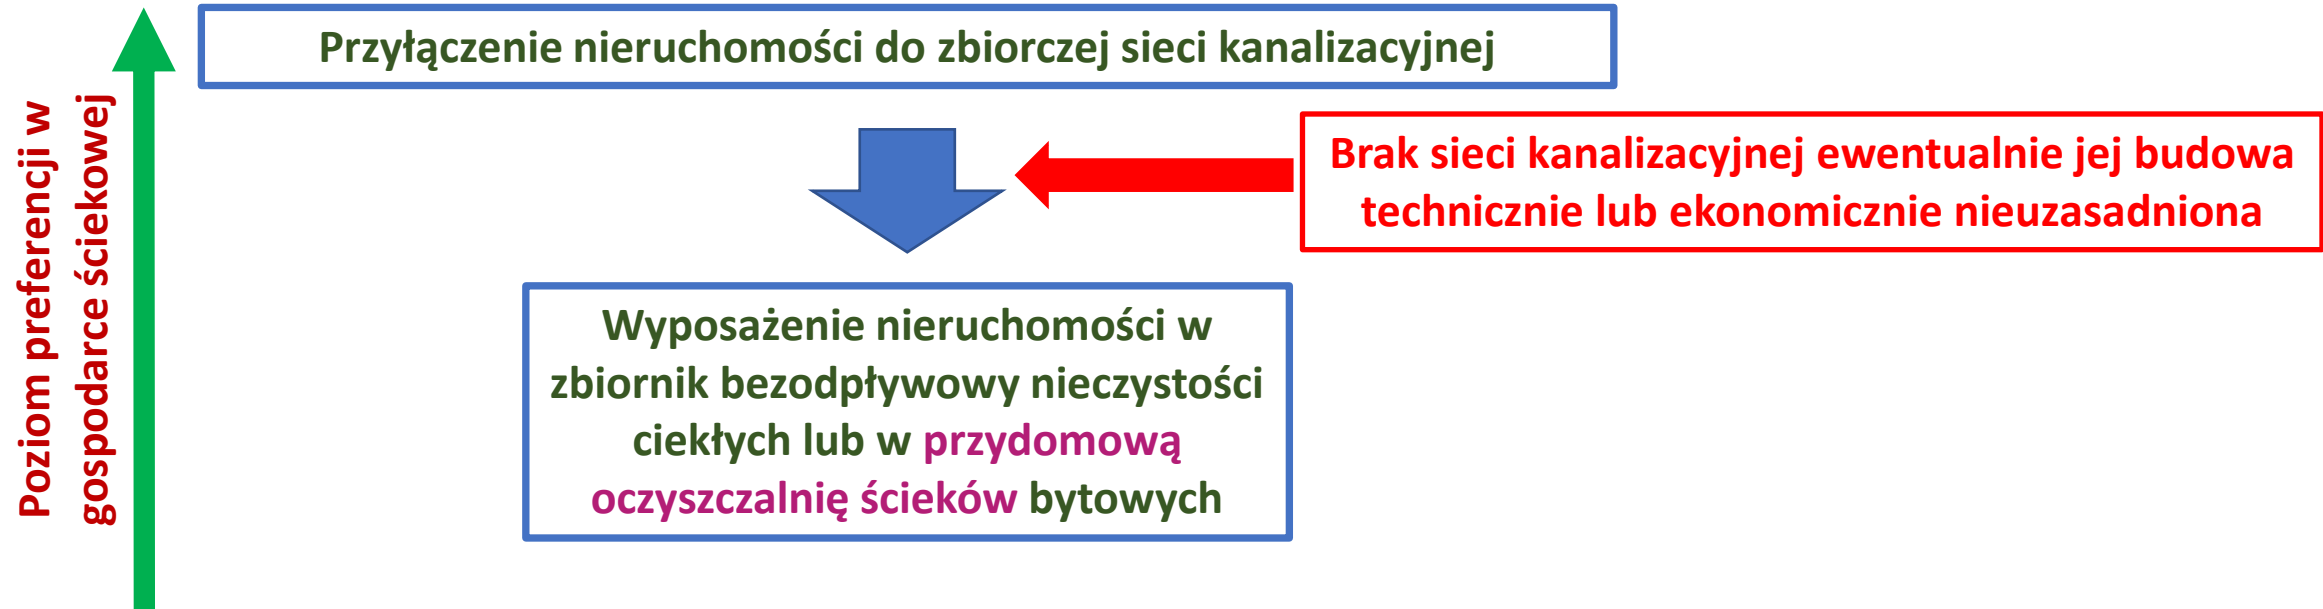 Poziom preferencji w
gospodarce ściekowej
Przyłączenie nieruchomości do zbiorczej sieci kanalizacyjnej
Brak sieci kanalizacyjnej ewentualnie jej budowa
technicznie lub ekonomicznie nieuzasadniona
Wyposażenie nieruchomości w
zbiornik bezodpływowy nieczystości
ciekłych lub w przydomową
oczyszczalnię ścieków bytowych